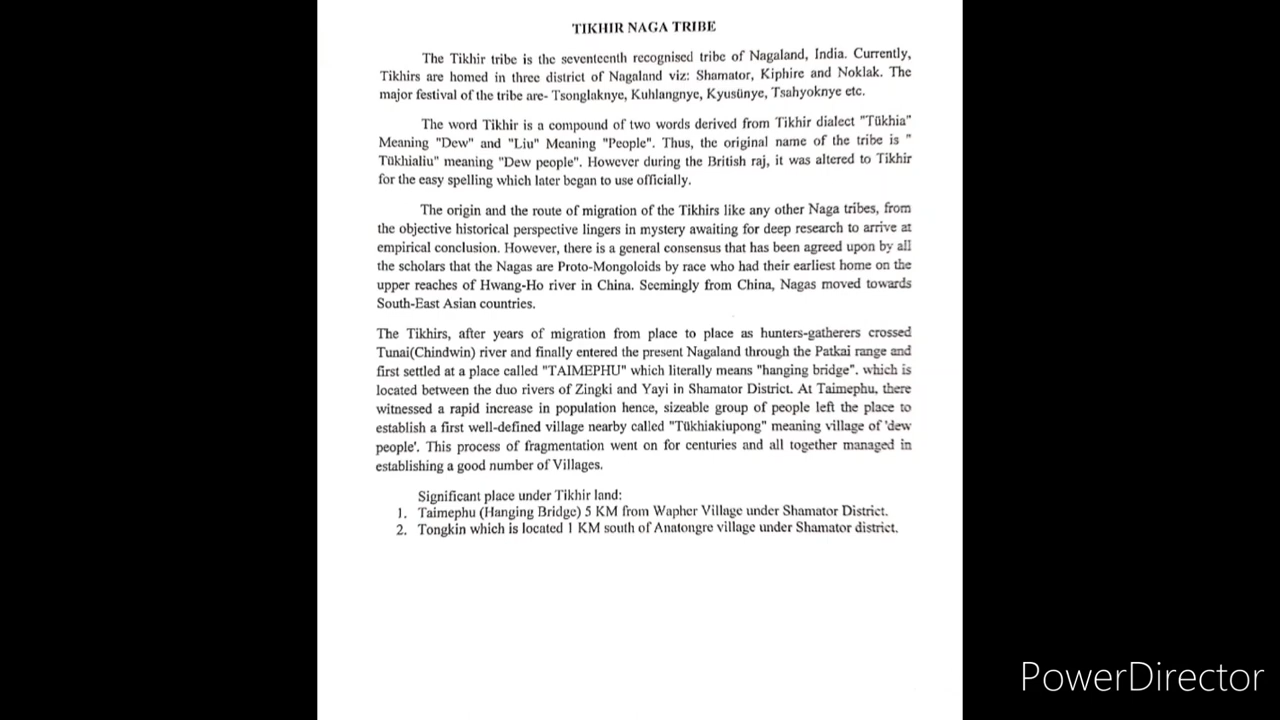 TIKHIR NAGA TRIBE
The Tikhir tribe is the seventeenth recognised tribe of Nagaland, India. Currently,
Tikhirs are homed in three district of Nagaland viz: Shamator, Kiphire and Noklak. The
major festival of the tribe are- Tsonglaknye, Kuhlangnye, Kyusünye, Tsahyoknye etc.
The word Tikhir is a compound of two words derived from Tikhir dialect "Tükhia"
Meaning "Dew" and "Liu" Meaning "People". Thus, the original name of the tribe is "
Tükhialiu" meaning "Dew people". However during the British raj, it was altered to Tikhir
for the easy spelling which later began to use officially.
The origin and the route of migration of the Tikhirs like any other Naga tribes, from
the objective historical perspective lingers in mystery awaiting for deep research to arrive at
empirical conclusion. However, there is a general consensus that has been agreed upon by all
the scholars that the Nagas are Proto-Mongoloids by race who had their earliest home on the
upper reaches of Hwang-Ho river in China. Seemingly from China, Nagas moved towards
South-East Asian countries.
The Tikhirs, after years of migration from place to place as hunters-gatherers crossed
Tunai(Chindwin) river and finally entered the present Nagaland through the Patkai range and
first settled at a place called "TAIMEPHU" which literally means "hanging bridge". which is
located between the duo rivers of Zingki and Yayi in Shamator District. At Taimephu, there
witnessed a rapid increase in population hence, sizeable group of people left the place to
establish a first well-defined village nearby called "Tükhiakiupong" meaning village of 'dew
people'. This process of fragmentation went on for centuries and all together managed in
establishing a good number of Villages.
Significant place under Tikhir land:
1. Taimephu (Hanging Bridge) 5 KM from Wapher Village under Shamator District.
2. Tongkin which is located 1 KM south of Anatongre village under Shamator district.
PowerDirector